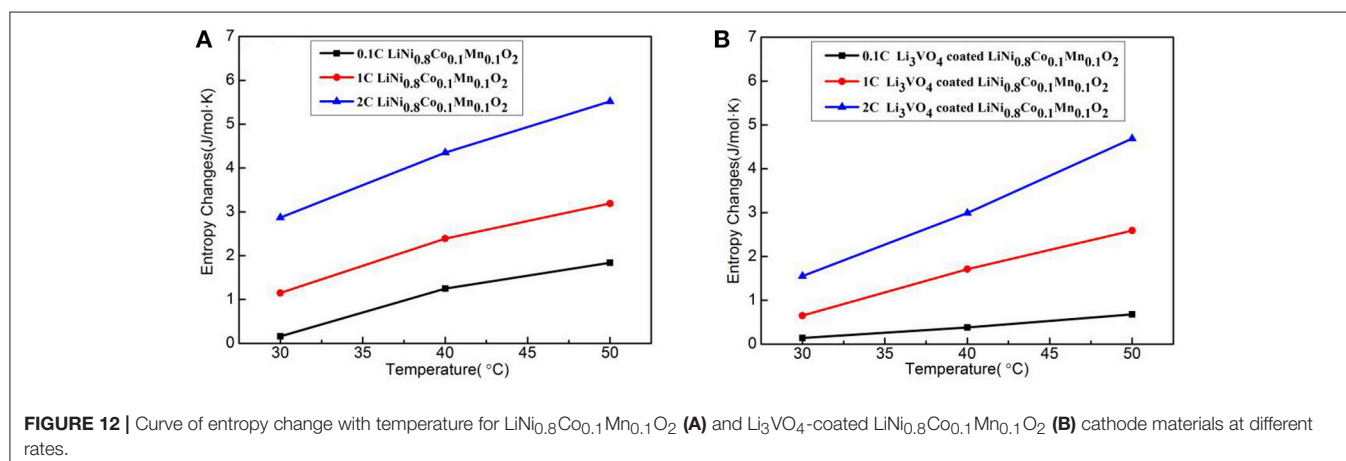 A
7
6
5
4
3
2
1
0
Entropy Changes(J/mol·K)
0.1C LiNi0.8Co0.1Mn0.1O2
1C LiNi0.8Co0.1Mn0.1O2
2C LiNi0.8Co0.1Mn0.1O2
30 35 40 45 50
Temperature( °C)
B
7
6
5
4
3
2
1
0
Entropy Changes(J/mol·K)
0.1C Li3VO4 coated LiNi0.8Co0.1Mn0.1O2
1C Li3VO4 coated LiNi0.8Co0.1Mn0.1O2
2C Li3VO4 coated LiNi0.8Co0.1Mn0.1O2
30 35 40 45 50
Temperature( °C)
FIGURE 12 | Curve of entropy change with temperature for LiNi0.8Co0.1Mn0.1O2 (A) and Li3VO4-coated LiNi0.8Co0.1Mn0.1O2 (B) cathode materials at different
rates.